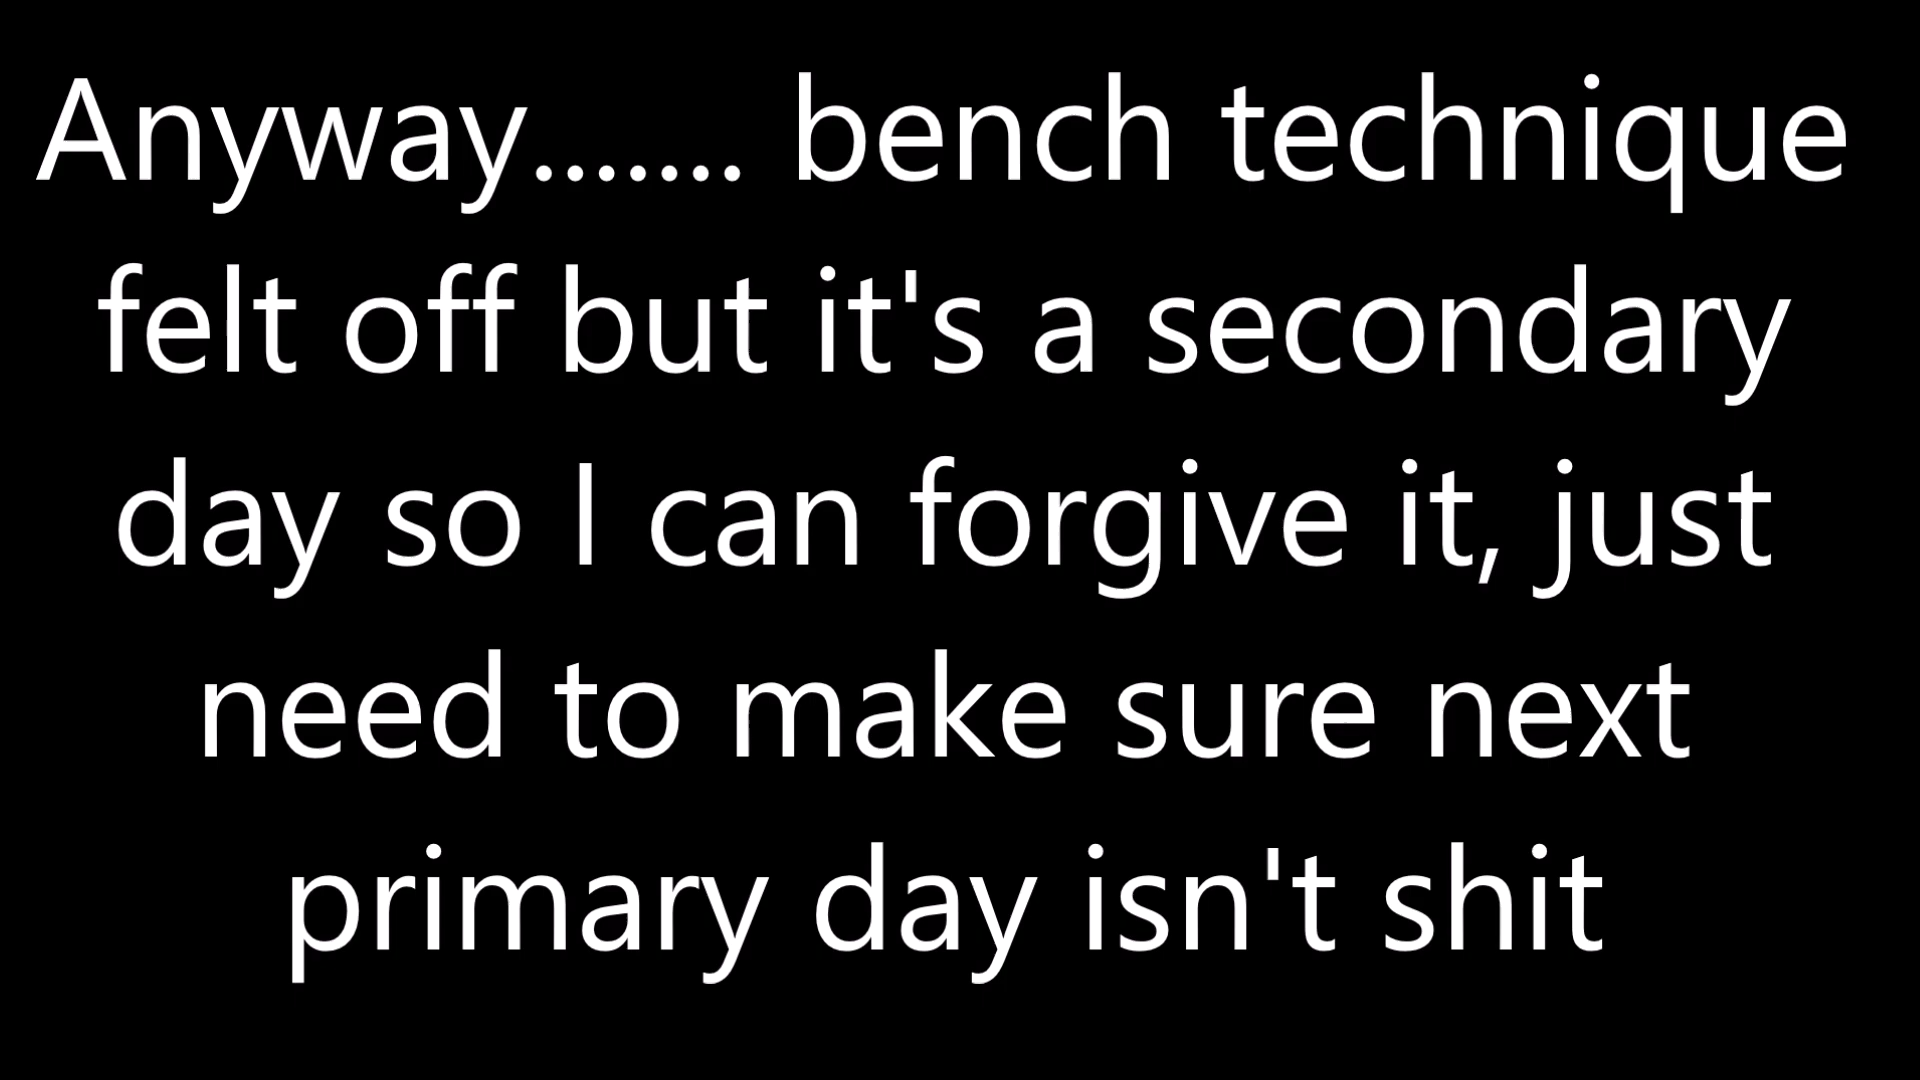 Anyway....... bench technique
felt off but it's a secondary
day so I can forgive it, just
need to make sure next
primary day isn't shit